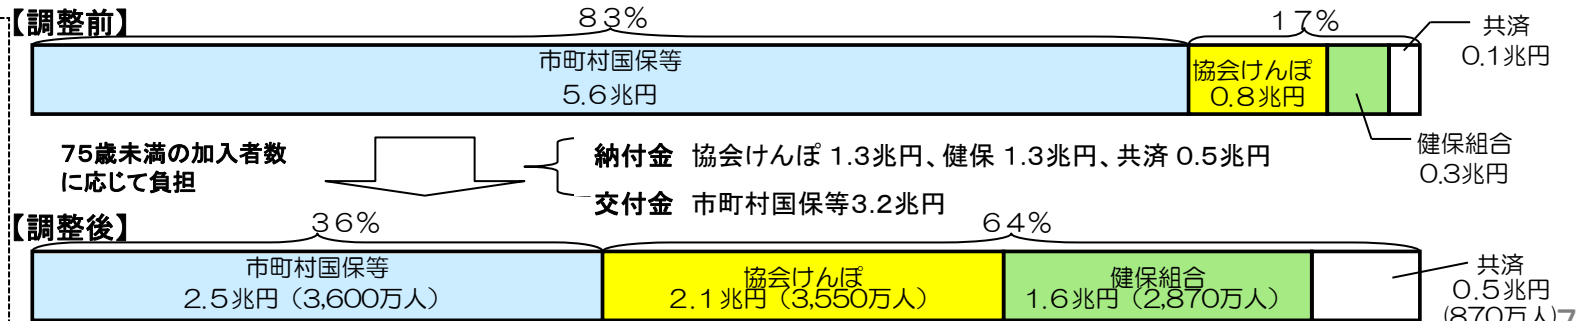 【調整前】
83%
17%
共済
0.1兆円
市町村国保等
5.6兆円
協会けんぽ
0.8兆円
健保組合
0.3兆円
75歳未満の加入者数
に応じて負担
納付金 協会けんぽ 1.3兆円、健保 1.3兆円、共済 0.5兆円
交付金 市町村国保等3.2兆円
【調整後】
36%
64%
市町村国保等
2.5兆円（3,600万人）
協会けんぽ
2.1兆円（3,550万人）
健保組合
1.6兆円（2,870万人）
共済
0.5兆円
(870万人)
7